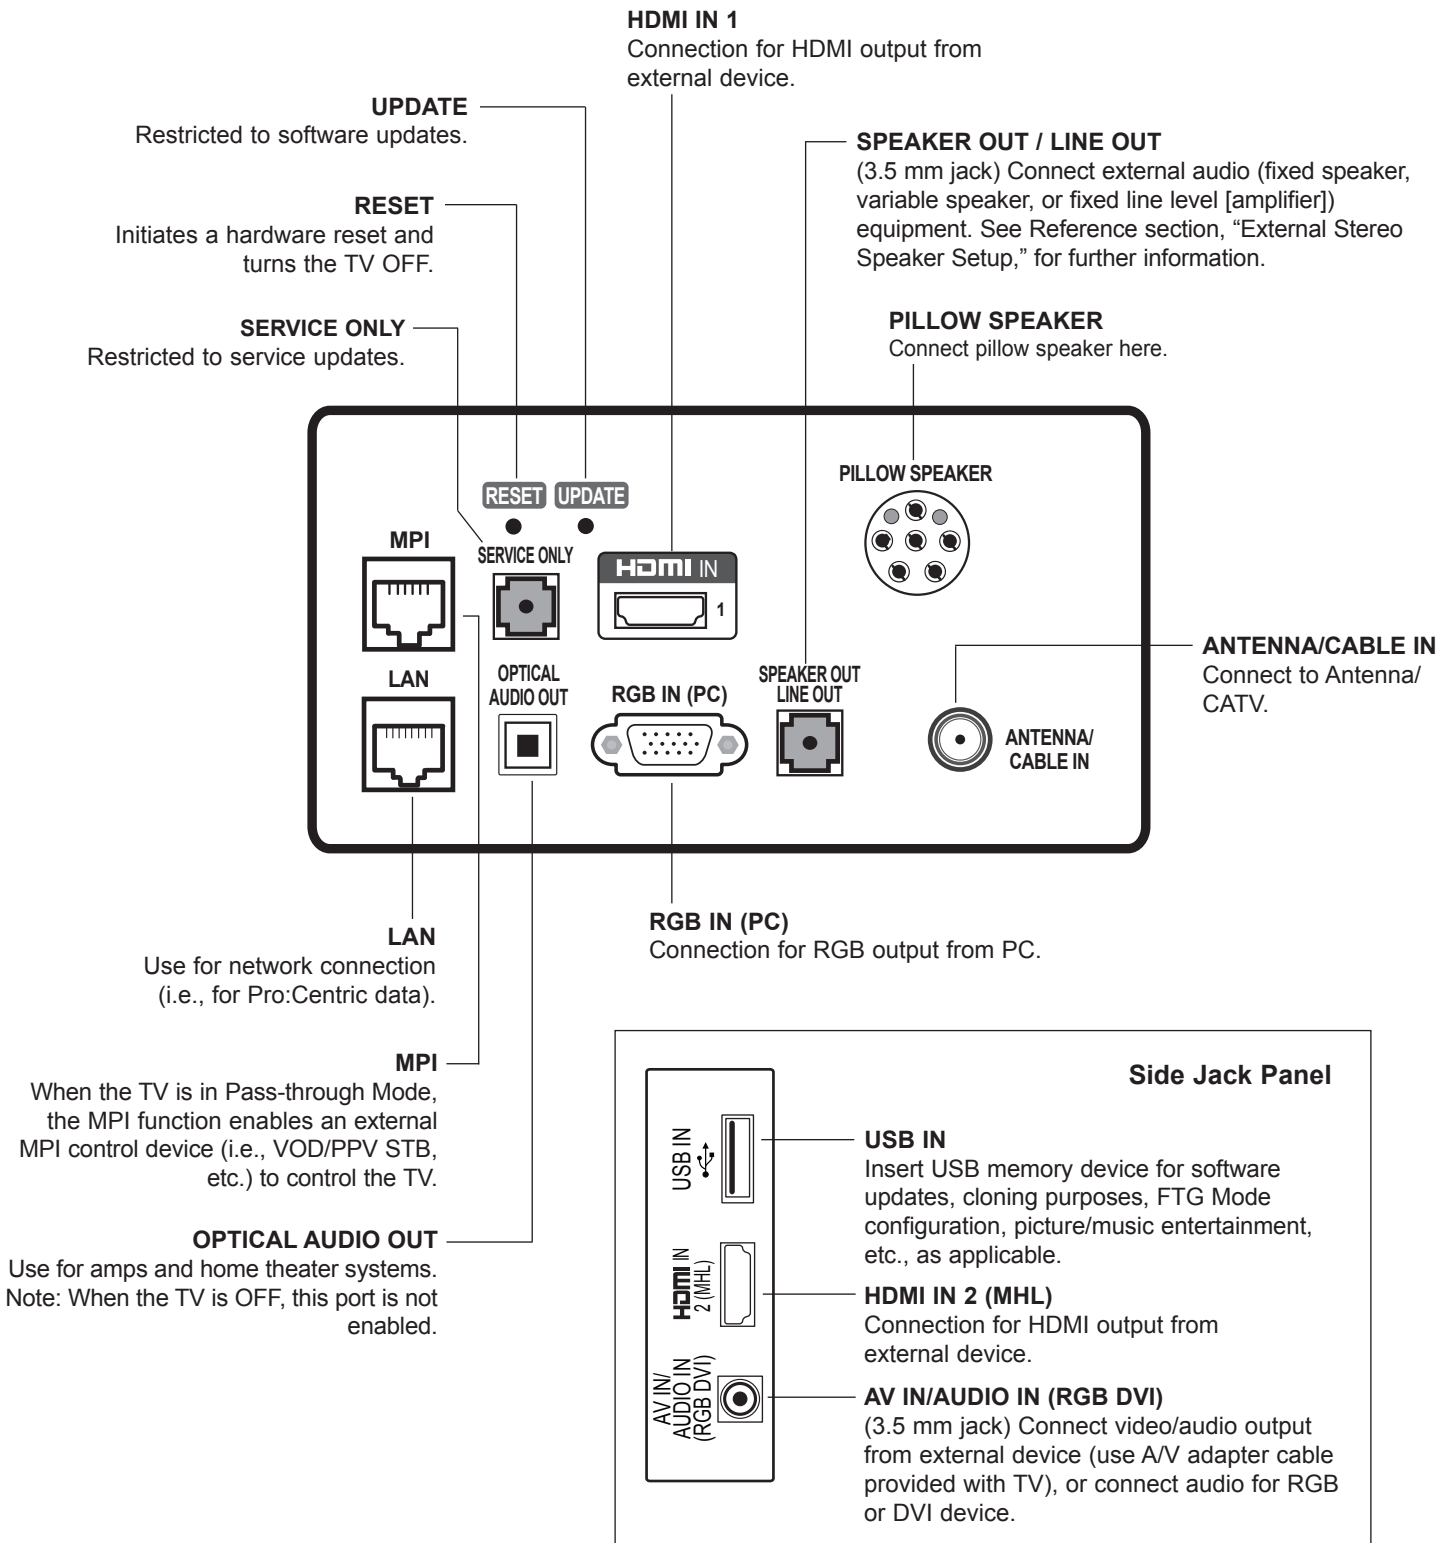 HDMI IN 1
Connection for HDMI output from
external device.
UPDATE
Restricted to software updates.
SPEAKER OUT / LINE OUT
(3.5 mm jack) Connect external audio (fixed speaker,
variable speaker, or fixed line level [amplifier])
equipment. See Reference section, “External Stereo
Speaker Setup,” for further information.
RESET
Initiates a hardware reset and
turns the TV OFF.
SERVICE ONLY
Restricted to service updates.
PILLOW SPEAKER
Connect pillow speaker here.
PILLOW SPEAKER
RESET
UPDATE
MPI
SERVICE ONLY
HDMI IN
1
LAN
OPTICAL
AUDIO OUT
RGB IN (PC)
SPEAKER OUT
LINE OUT
ANTENNA/
CABLE IN
ANTENNA/CABLE IN
Connect to Antenna/
CATV.
RGB IN (PC)
Connection for RGB output from PC.
LAN
Use for network connection
(i.e., for Pro:Centric data).
MPI
When the TV is in Pass-through Mode,
the MPI function enables an external
MPI control device (i.e., VOD/PPV STB,
etc.) to control the TV.
OPTICAL AUDIO OUT
Use for amps and home theater systems.
Note: When the TV is OFF, this port is not
enabled.
Side Jack Panel
USB IN
USB IN
Insert USB memory device for software
updates, cloning purposes, FTG Mode
configuration, picture/music entertainment,
etc., as applicable.
HDMI IN
2 (MHL)
HDMI IN 2 (MHL)
Connection for HDMI output from
external device.
AV IN/
AUDIO IN
(RGB DVI)
AV IN/AUDIO IN (RGB DVI)
(3.5 mm jack) Connect video/audio output
from external device (use A/V adapter cable
provided with TV), or connect audio for RGB
or DVI device.